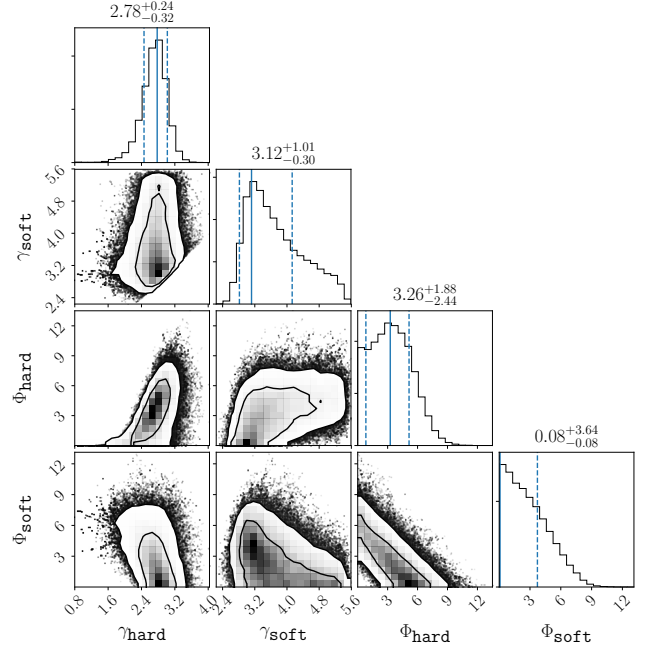 2.78^{+0.24}_{-0.32}
3.12^{+1.01}_{-0.30}
3.26^{+1.88}_{-2.44}
0.08^{+3.64}_{-0.08}
γsoft
5.6
4.8
4.0
3.2
2.4
Φhard
12
9
6
3
Φsoft
12
9
6
3
0.8 1.6 2.4 3.2 4.0
γhard
2.4 3.2 4.0 4.8 5.6
γsoft
3 6 9 12
Φhard
3 6 9 12
Φsoft